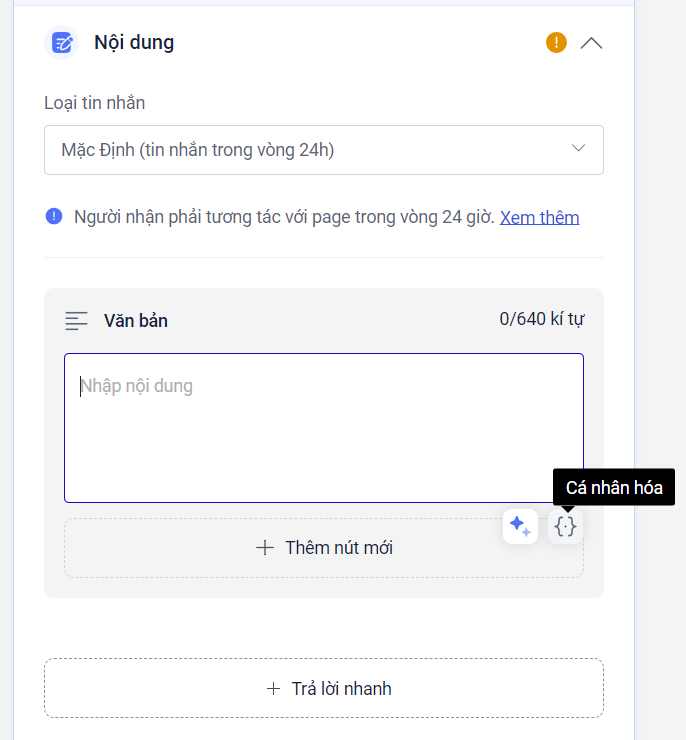 Nội dung
Loại tin nhắn
Mặc Định (tin nhắn trong vòng 24h)
Người nhận phải tương tác với page trong vòng 24 giờ. Xem thêm
Văn bản
0/640 kí tự
Nhập nội dung
Cá nhân hóa
{·}
+ Thêm nút mới
+ Trả lời nhanh